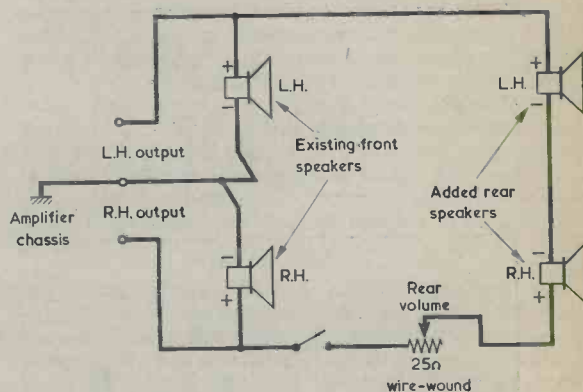 +
L.H.
−
L.H. output
Existing front
speakers
Amplifier
chassis
R.H. output
−
R.H.
+
+
L.H.
−
Added rear
speakers
−
R.H.
+
Rear
volume
25Ω
wire-wound